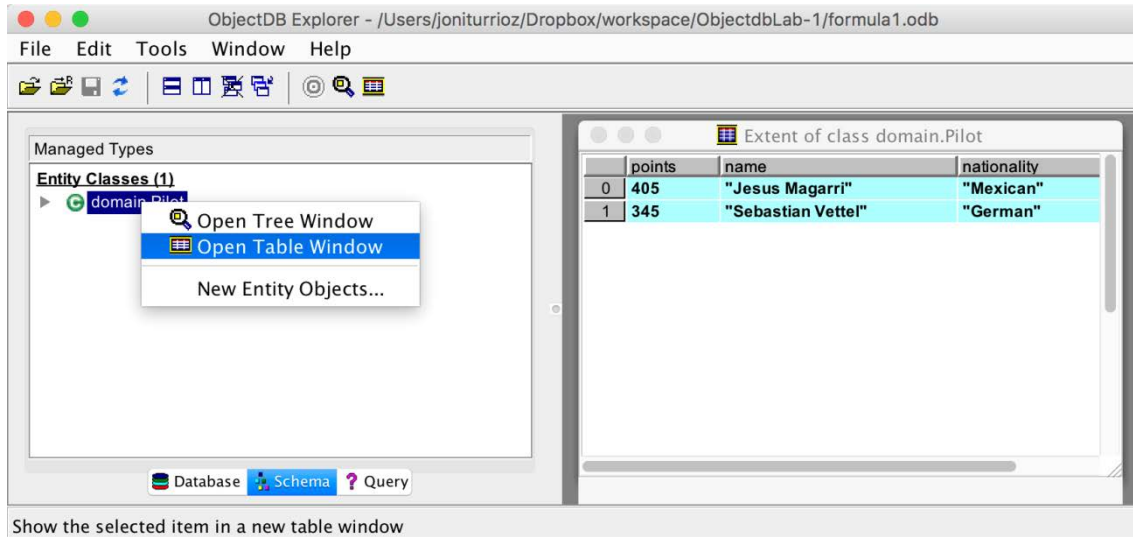 ObjectDB Explorer - /Users/joniturrioz/Dropbox/workspace/ObjectdbLab-1/formula1.odb
File Edit Tools Window Help
Managed Types
Entity Classes (1)
domain.Pilot
Open Tree Window
Open Table Window
New Entity Objects...
Database Schema ? Query
Extent of class domain.Pilot
points name nationality
0 405 "Jesus Magarri" "Mexican"
1 345 "Sebastian Vettel" "German"
Show the selected item in a new table window